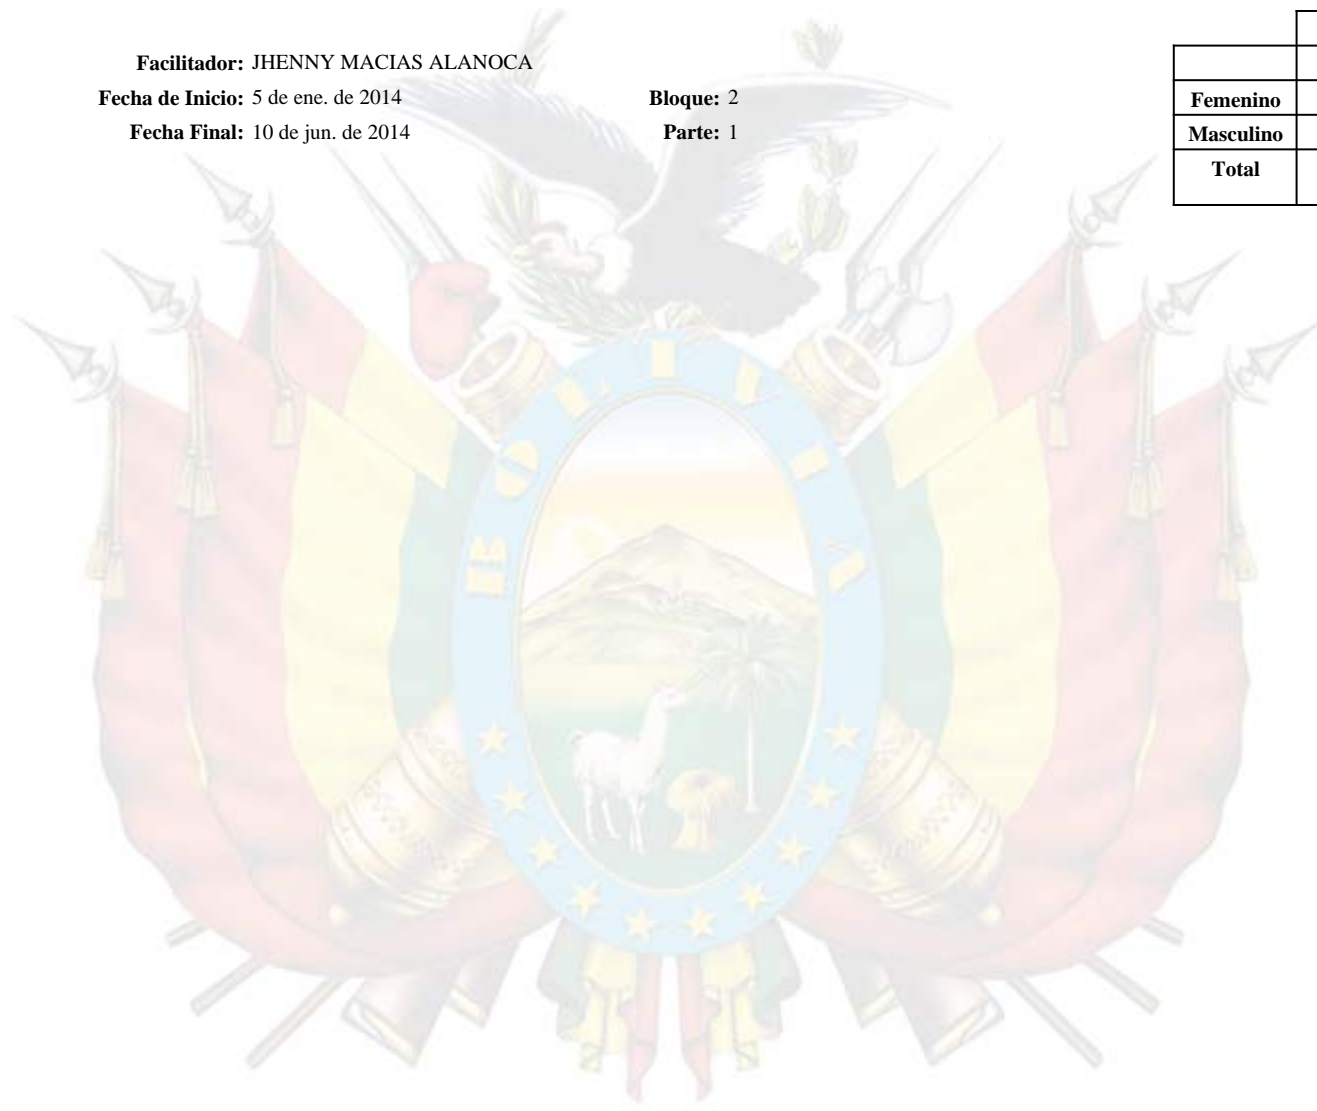 Facilitador: JHENNY MACIAS ALANOCA
Fecha de Inicio: 5 de ene. de 2014 Bloque: 2
Fecha Final: 10 de jun. de 2014 Parte: 1
Femenino
Masculino
Total
BOLIVIA